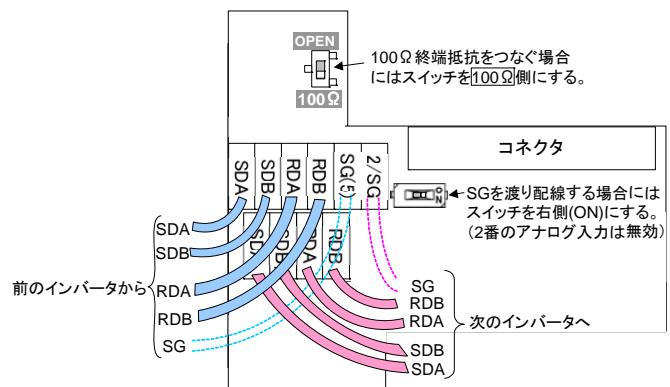 OPEN
100Ω
100Ω終端抵抗をつなぐ場合
にはスイッチを100Ω側にする。
コネクタ
SDA
SDB
RDA
RDB
SG(5)
2/SG
ON
SGを渡り配線する場合には
スイッチを右側(ON)にする。
(2番のアナログ入力は無効)
SDA
SDB
RDA
RDB
前のインバータから
SDA
SDB
RDA
RDB
SG
SG
RDB
RDA
SDB
SDA
次のインバータへ